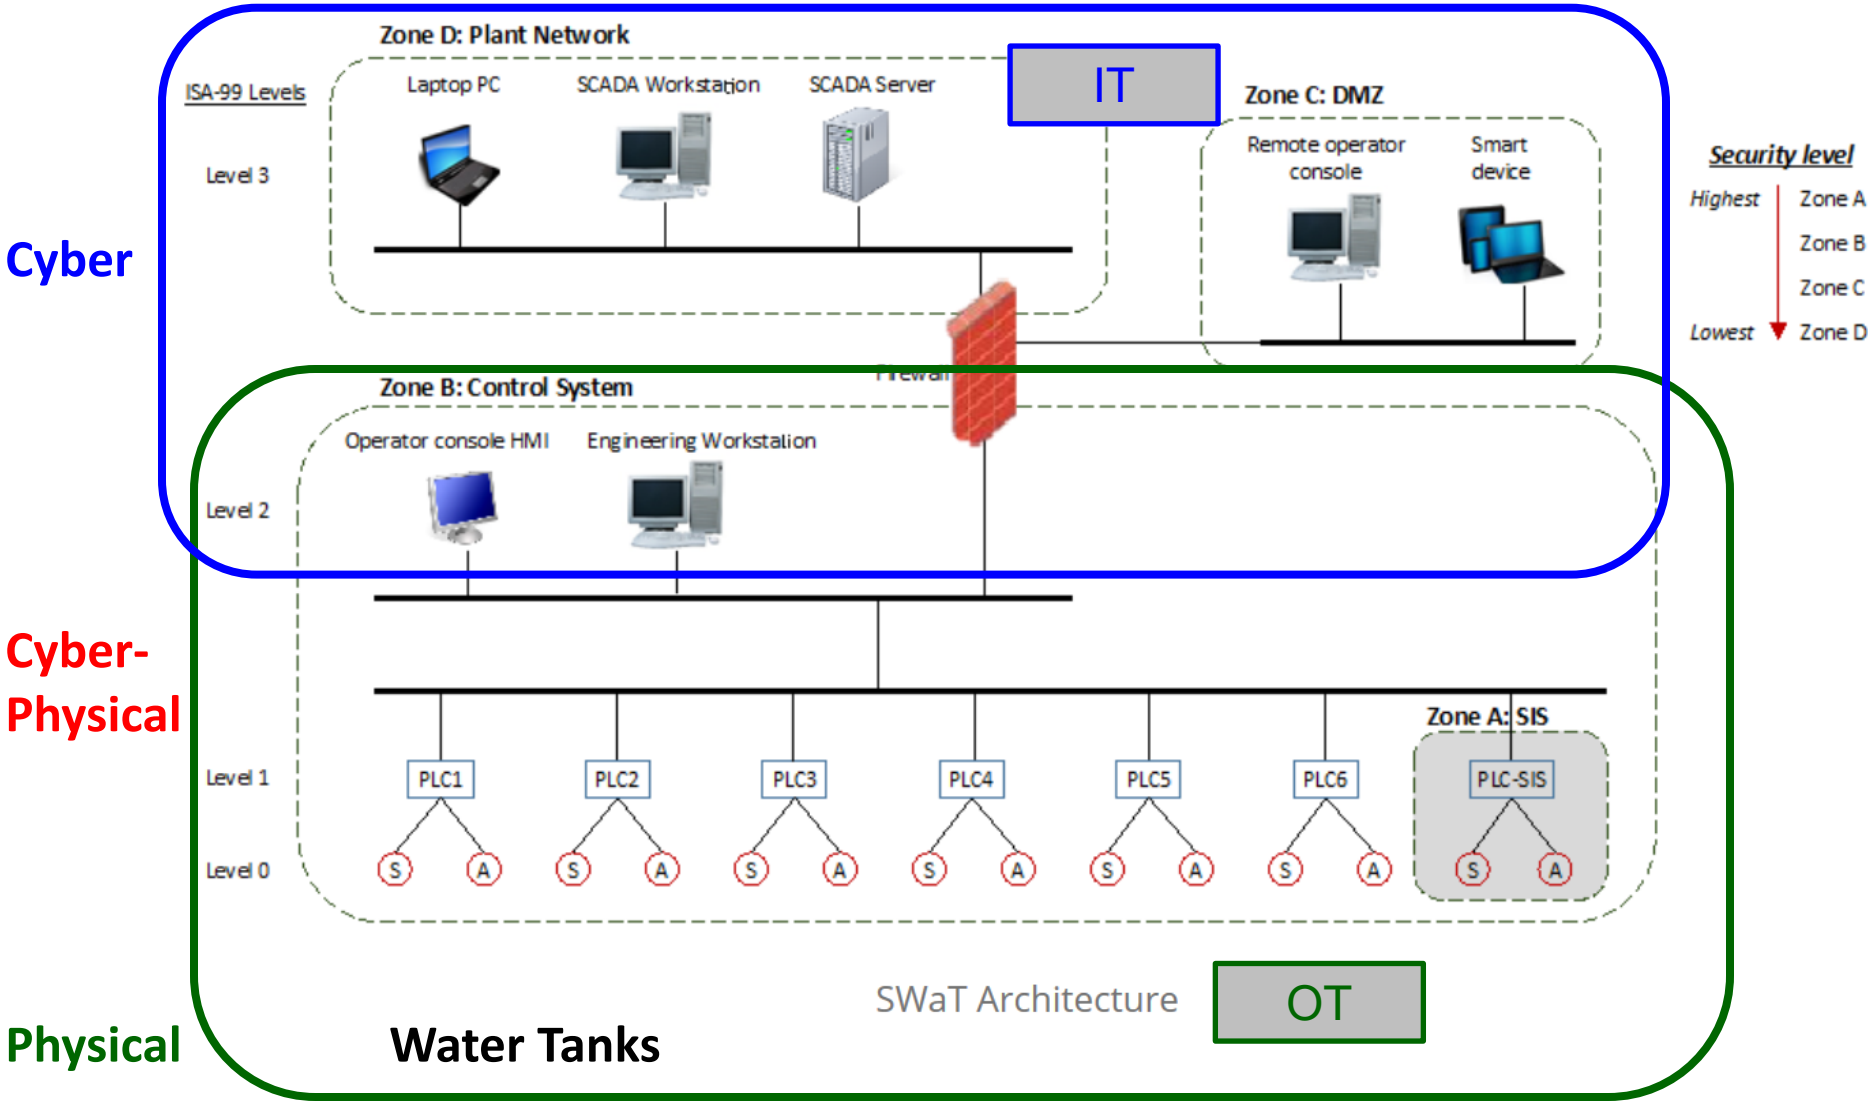 Zone D: Plant Network
IT
ISA-99 Levels
Laptop PC
SCADA Workstation
SCADA Server
Zone C: DMZ
Remote operator
console
Smart
device
Security level
Level 3
Highest
Zone A
Zone B
Zone C
Lowest
Zone D
Cyber
Firewall
Zone B: Control System
Operator console HMI
Engineering Workstation
Level 2
Cyber-
Physical
Zone A: SIS
Level 1
PLC1
PLC2
PLC3
PLC4
PLC5
PLC6
PLC-SIS
Level 0
S
A
S
A
S
A
S
A
S
A
S
A
S
A
SWaT Architecture
OT
Physical
Water Tanks